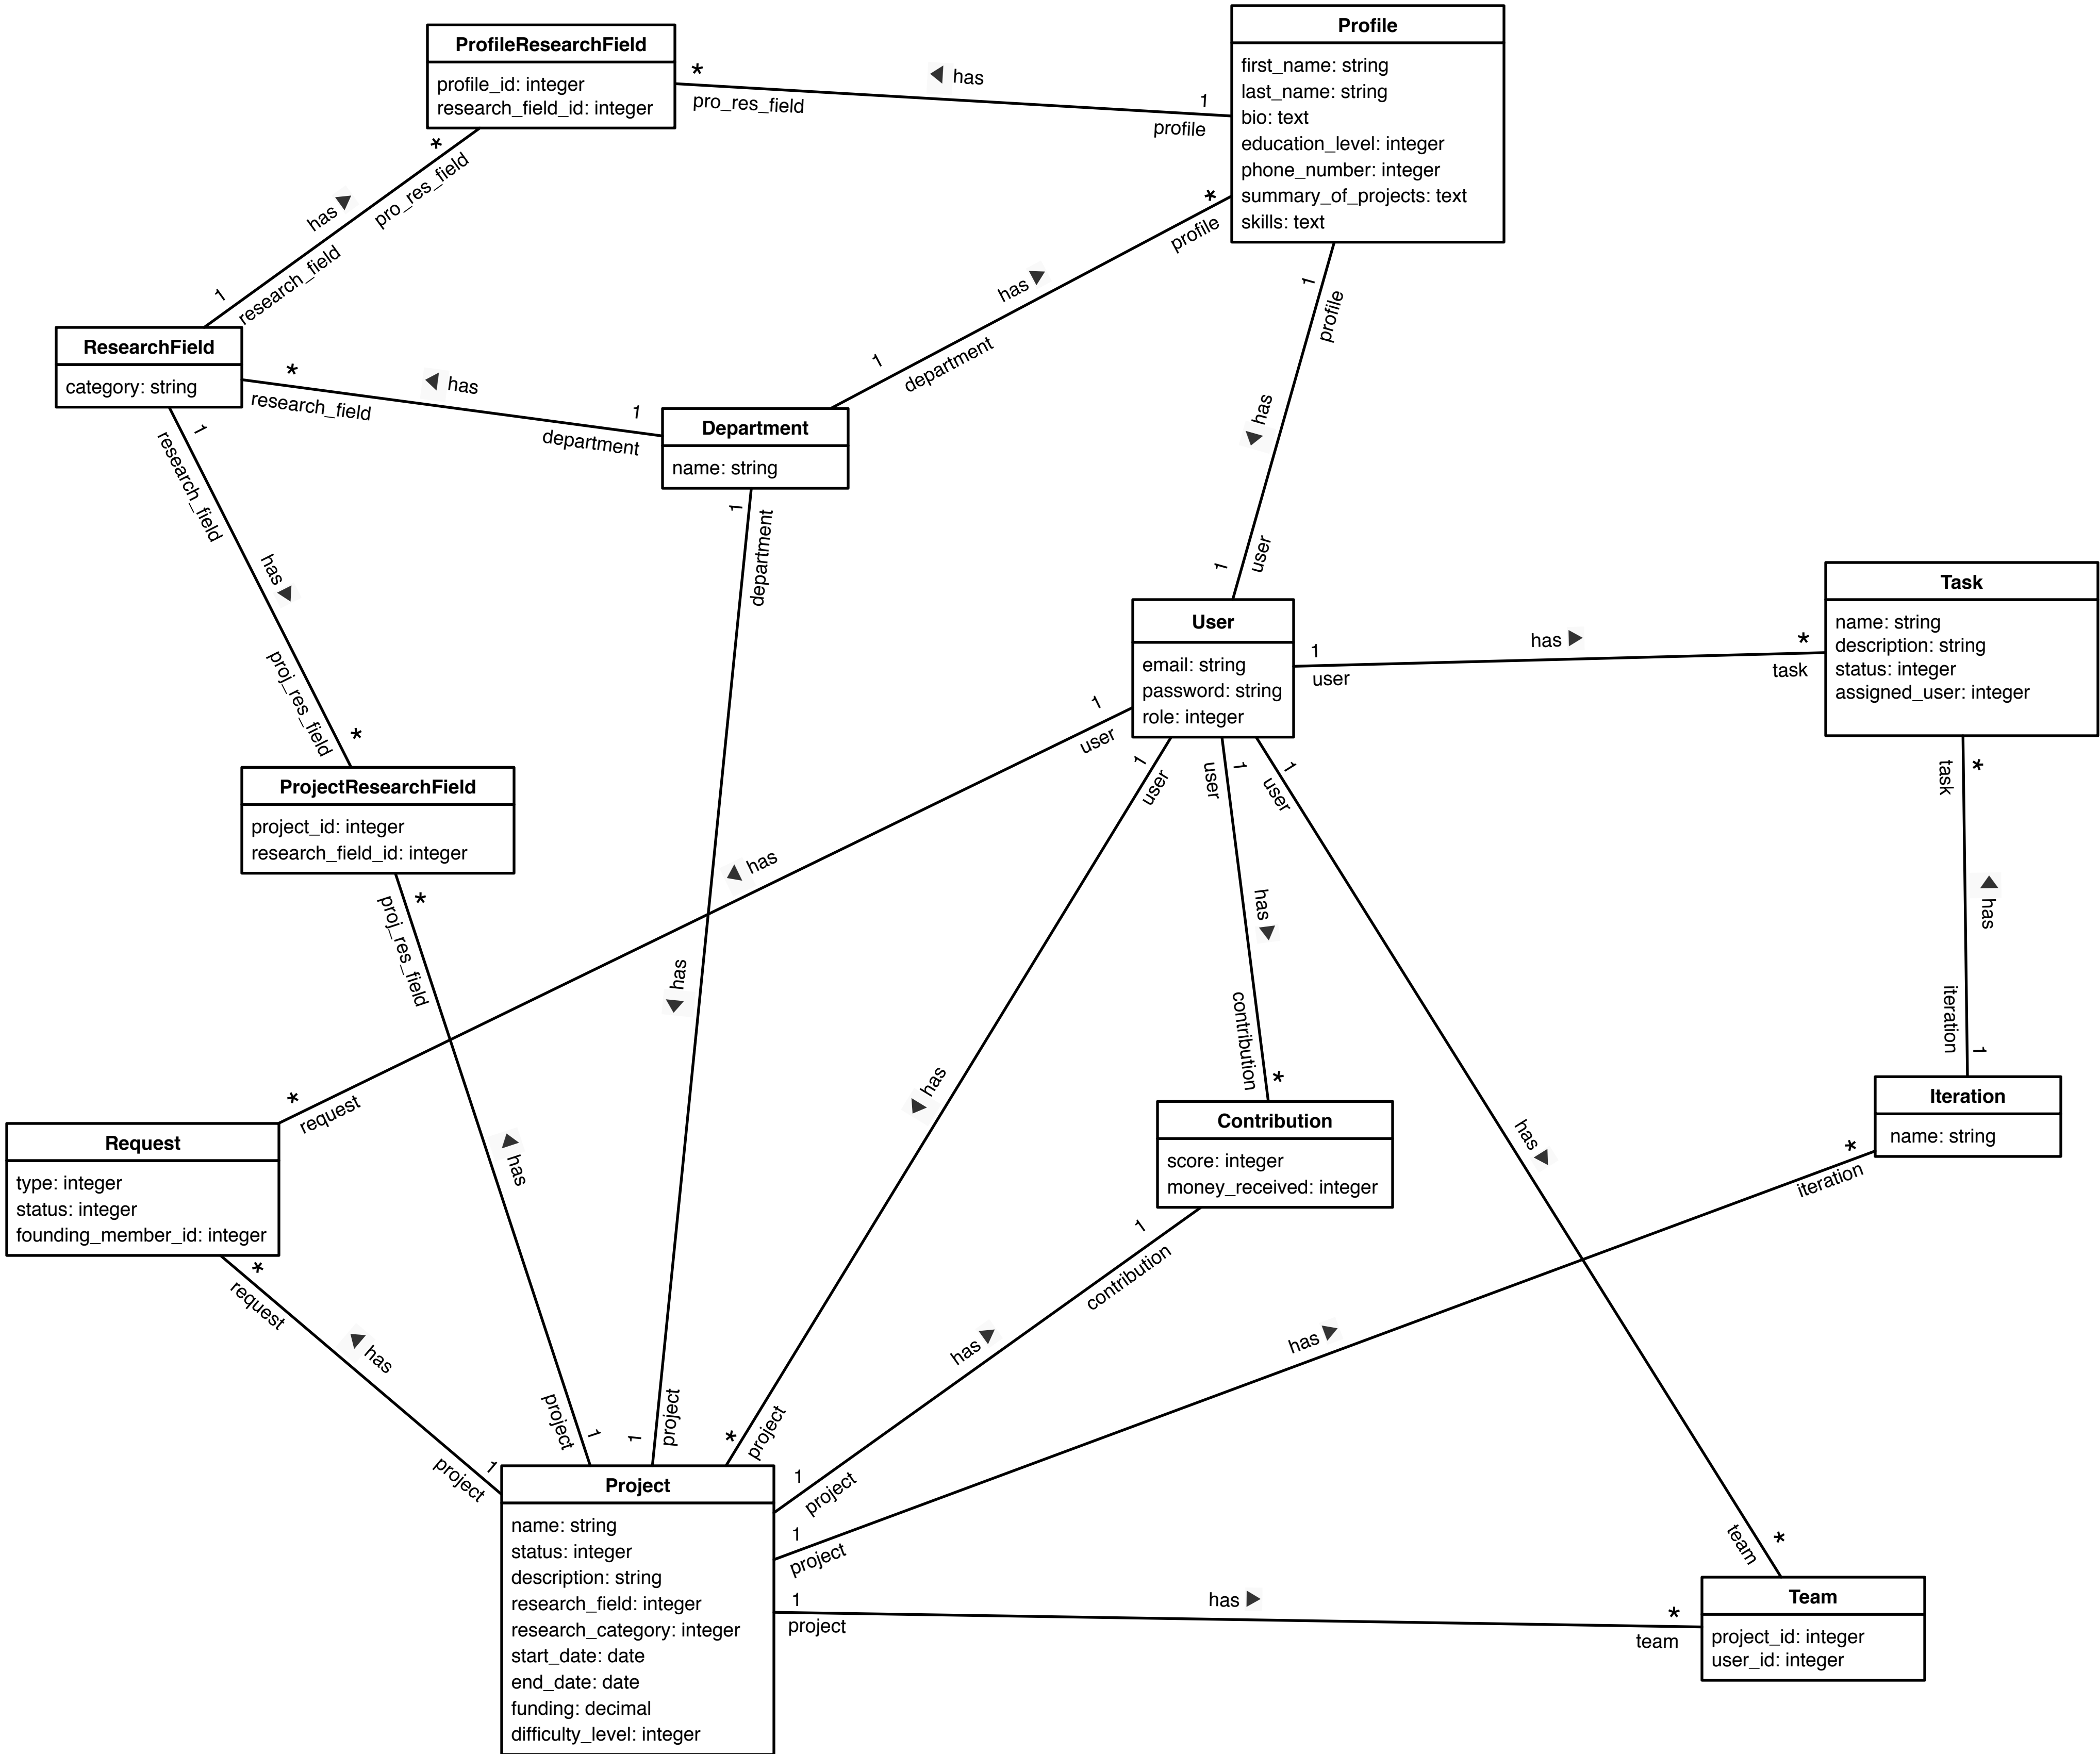 ProfileResearchField
profile_id: integer
research_field_id: integer
Profile
first_name: string
last_name: string
bio: text
education_level: integer
phone_number: integer
summary_of_projects: text
skills: text
*
pro_res_field
◀ has
1
profile
*
pro_res_field
has ▶
1
research_field
*
profile
has ▶
1
department
1
profile
◀ has
1
user
ResearchField
category: string
*
research_field
◀ has
1
department
Department
name: string
1
research_field
has ▶
proj_res_field
*
1
department
◀ has
1
project
User
email: string
password: string
role: integer
1
user
has ▶
*
task
Task
name: string
description: string
status: integer
assigned_user: integer
1
user
◀ has
*
request
1
user
◀ has
*
project
1
user
has ▶
contribution
*
1
user
has ▶
team
*
*
task
◀ has
iteration
1
ProjectResearchField
project_id: integer
research_field_id: integer
*
proj_res_field
◀ has
project
1
Request
type: integer
status: integer
founding_member_id: integer
*
request
◀ has
1
project
Contribution
score: integer
money_received: integer
1
contribution
has ▶
1
project
Iteration
name: string
*
iteration
has ▶
1
project
Project
name: string
status: integer
description: string
research_field: integer
research_category: integer
start_date: date
end_date: date
funding: decimal
difficulty_level: integer
1
project
has ▶
*
team
Team
project_id: integer
user_id: integer